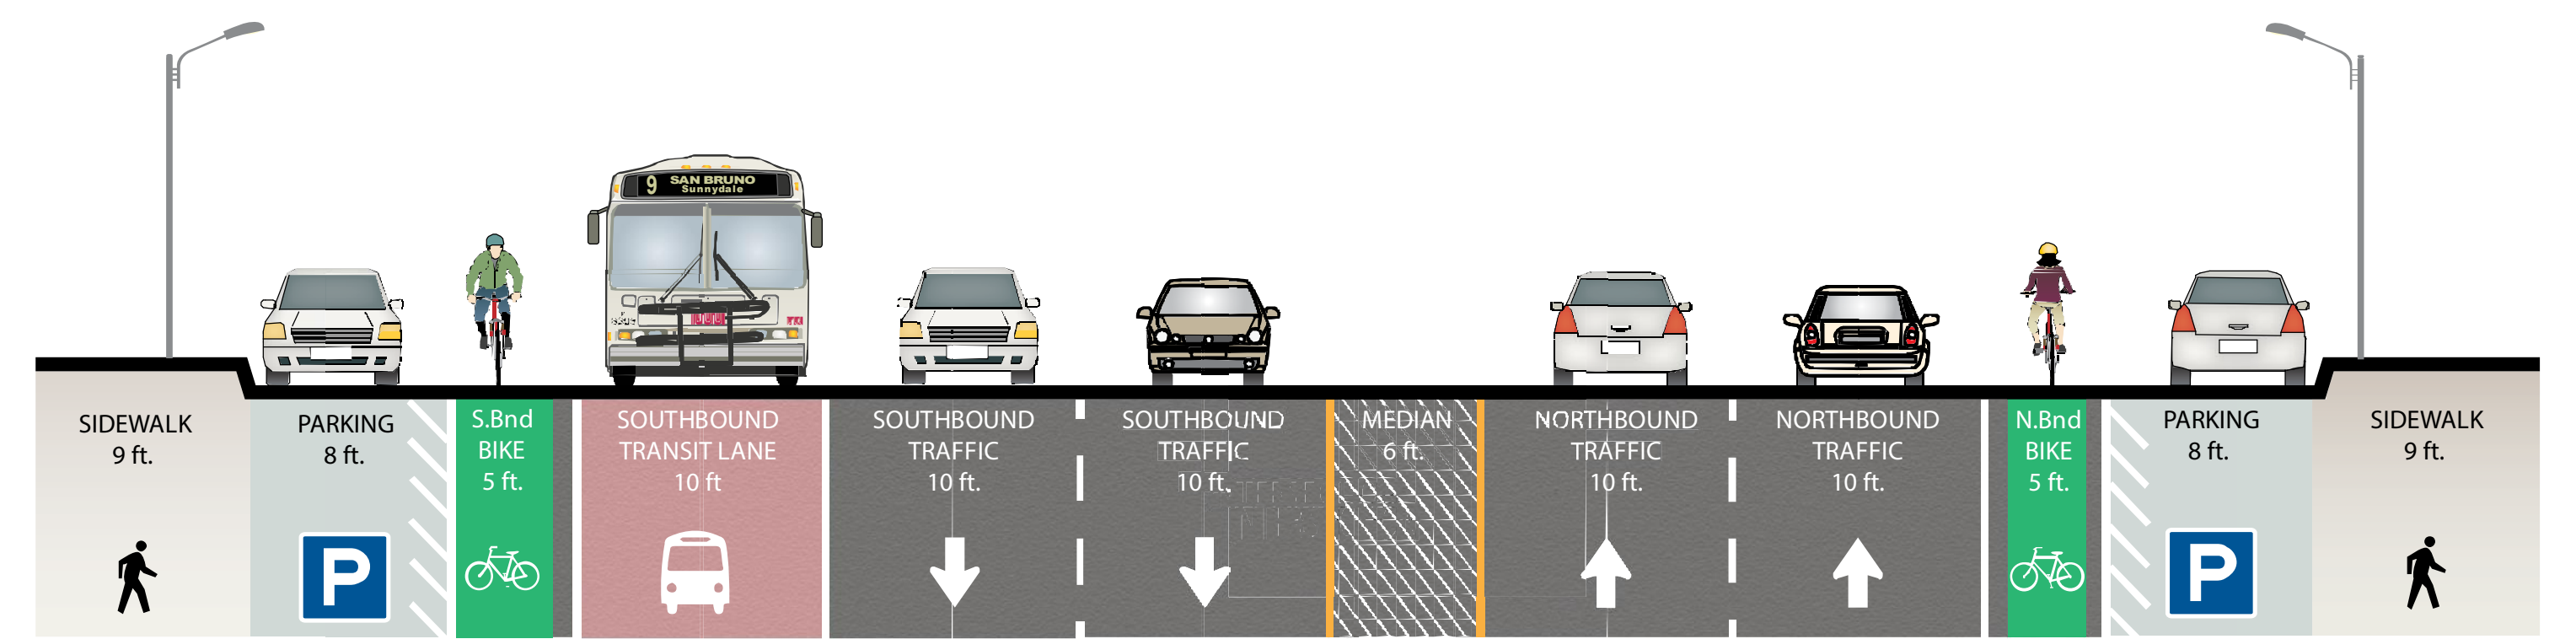 9 SAN BRUNO
Sunnydale
SIDEWALK
9 ft.
PARKING
8 ft.
S.Bnd
BIKE
5 ft.
SOUTHBOUND
TRANSIT LANE
10 ft
SOUTHBOUND
TRAFFIC
10 ft.
SOUTHBOUND
TRAFFIC
10 ft.
MEDIAN
6 ft.
NORTHBOUND
TRAFFIC
10 ft.
NORTHBOUND
TRAFFIC
10 ft.
N.Bnd
BIKE
5 ft.
PARKING
8 ft.
SIDEWALK
9 ft.
P
P